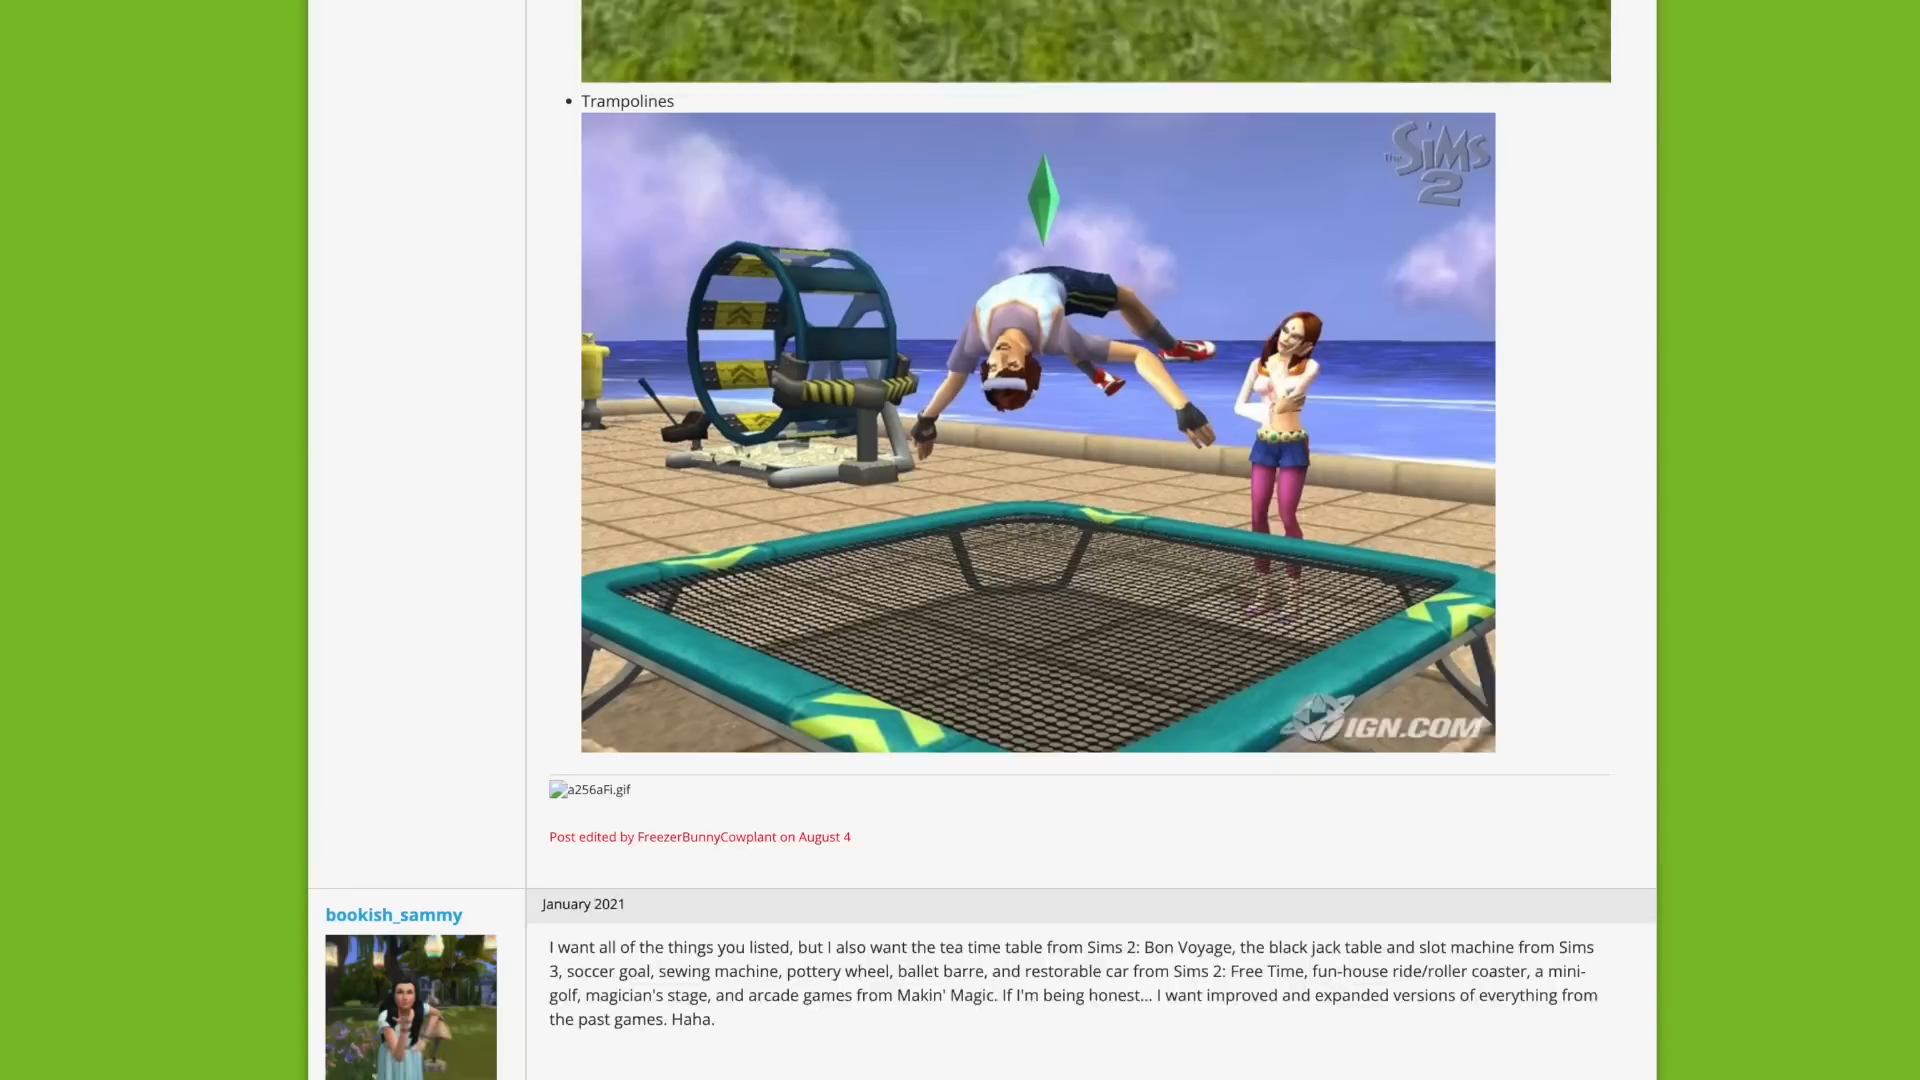 Trampolines
The SiMs
2
IGN.COM
a256aFi.gif
Post edited by FreezerBunnyCowplant on August 4
bookish_sammy
January 2021
I want all of the things you listed, but I also want the tea time table from Sims 2: Bon Voyage, the black jack table and slot machine from Sims
3, soccer goal, sewing machine, pottery wheel, ballet barre, and restorable car from Sims 2: Free Time, fun-house ride/roller coaster, a mini-
golf, magician's stage, and arcade games from Makin' Magic. If I'm being honest... I want improved and expanded versions of everything from
the past games. Haha.